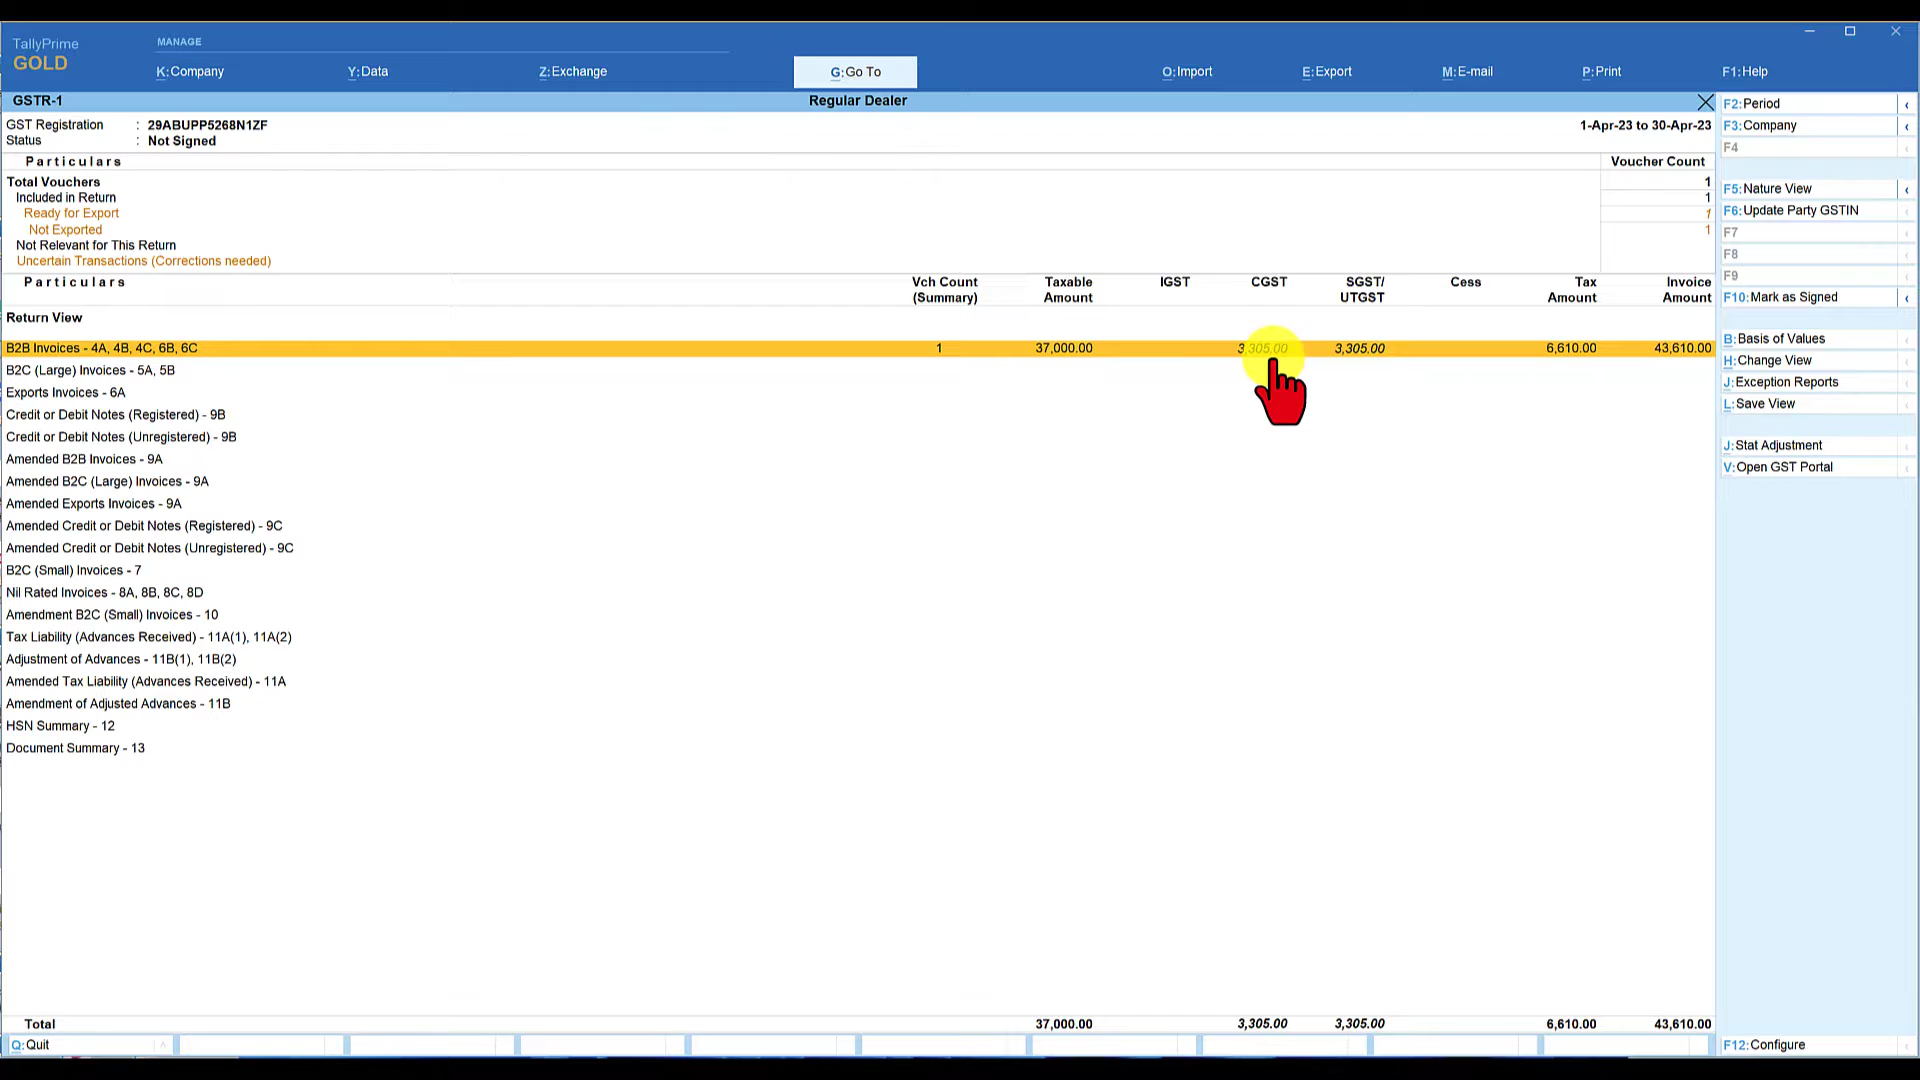 TallyPrime
GOLD
MANAGE
K:Company
Y:Data
Z:Exchange
G:Go To
O:Import
E:Export
M:E-mail
P:Print
F1:Help
GSTR-1
Regular Dealer
GST Registration : 29ABUPP5268N1ZF
1-Apr-23 to 30-Apr-23
Status : Not Signed
Particulars Voucher Count
Total Vouchers 1
Included in Return 1
Ready for Export 1
Not Exported 1
Not Relevant for This Return
Uncertain Transactions (Corrections needed)
Particulars Vch Count Taxable IGST CGST SGST/ Cess Tax Invoice
(Summary) Amount UTGST Amount Amount
Return View
B2B Invoices - 4A, 4B, 4C, 6B, 6C 1 37,000.00 3,305.00 3,305.00 6,610.00 43,610.00
B2C (Large) Invoices - 5A, 5B
Exports Invoices - 6A
Credit or Debit Notes (Registered) - 9B
Credit or Debit Notes (Unregistered) - 9B
Amended B2B Invoices - 9A
Amended B2C (Large) Invoices - 9A
Amended Exports Invoices - 9A
Amended Credit or Debit Notes (Registered) - 9C
Amended Credit or Debit Notes (Unregistered) - 9C
B2C (Small) Invoices - 7
Nil Rated Invoices - 8A, 8B, 8C, 8D
Amendment B2C (Small) Invoices - 10
Tax Liability (Advances Received) - 11A(1), 11A(2)
Adjustment of Advances - 11B(1), 11B(2)
Amended Tax Liability (Advances Received) - 11A
Amendment of Adjusted Advances - 11B
HSN Summary - 12
Document Summary - 13
Total 37,000.00 3,305.00 3,305.00 6,610.00 43,610.00
Q:Quit
F2:Period
F3:Company
F4
F5:Nature View
F6:Update Party GSTIN
F7
F8
F9
F10:Mark as Signed
B:Basis of Values
H:Change View
J:Exception Reports
L:Save View
J:Stat Adjustment
V:Open GST Portal
F12:Configure